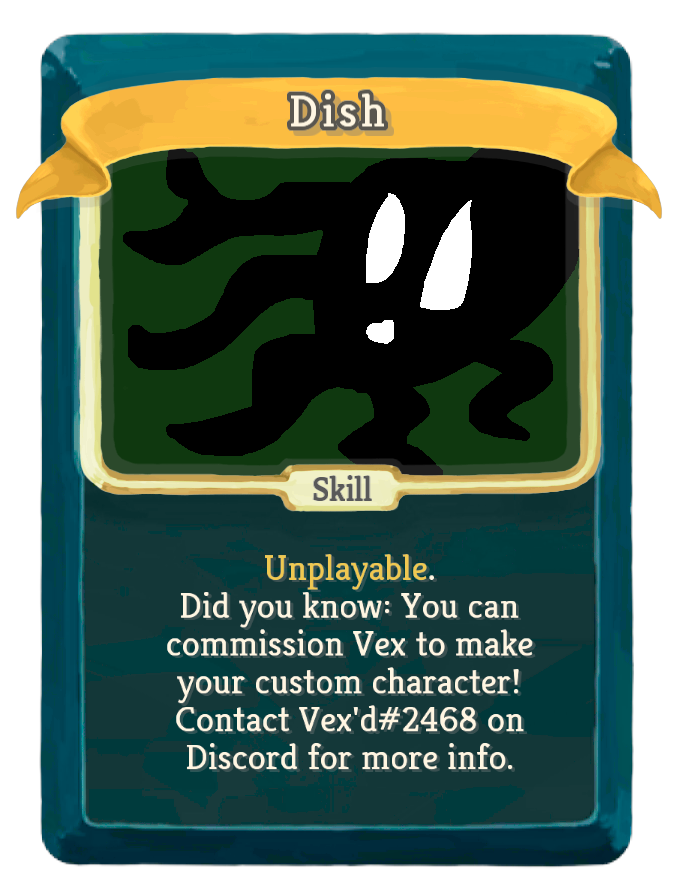 Dish
Skill
Unplayable.
Did you know: You can
commission Vex to make
your custom character!
Contact Vex'd#2468 on
Discord for more info.